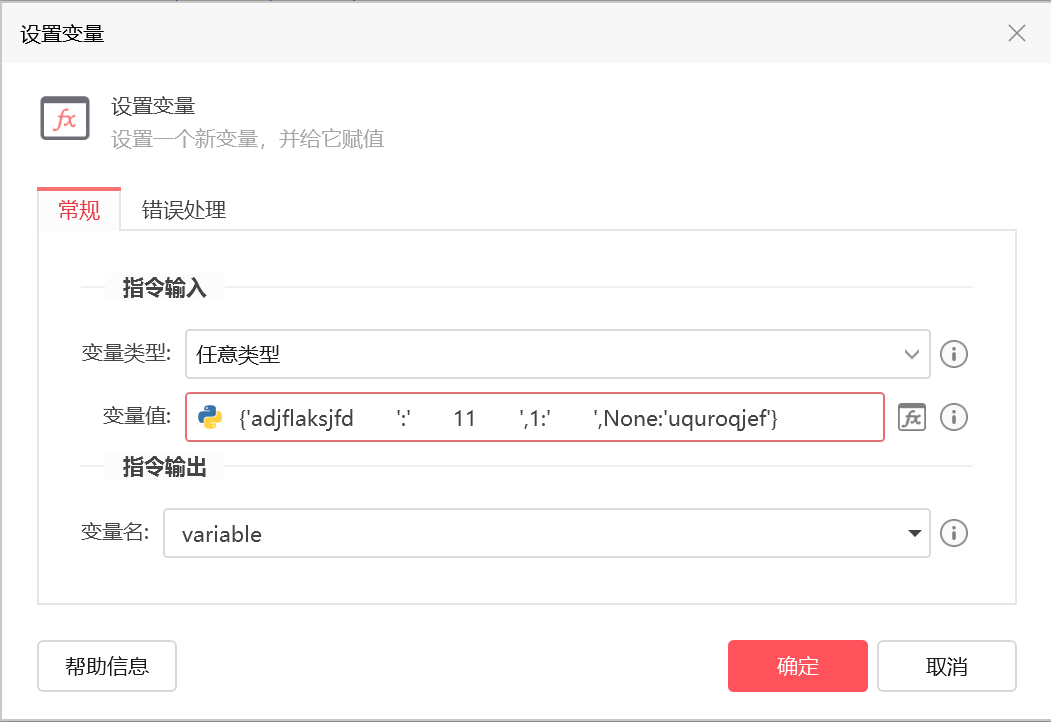 设置变量
设置变量
设置一个新变量，并给它赋值
常规
错误处理
指令输入
变量类型: 任意类型
变量值: {'adjflaksjfd      ':'      11      ',1:'      ',None:'uquroqjef'}
指令输出
变量名: variable
帮助信息
确定
取消